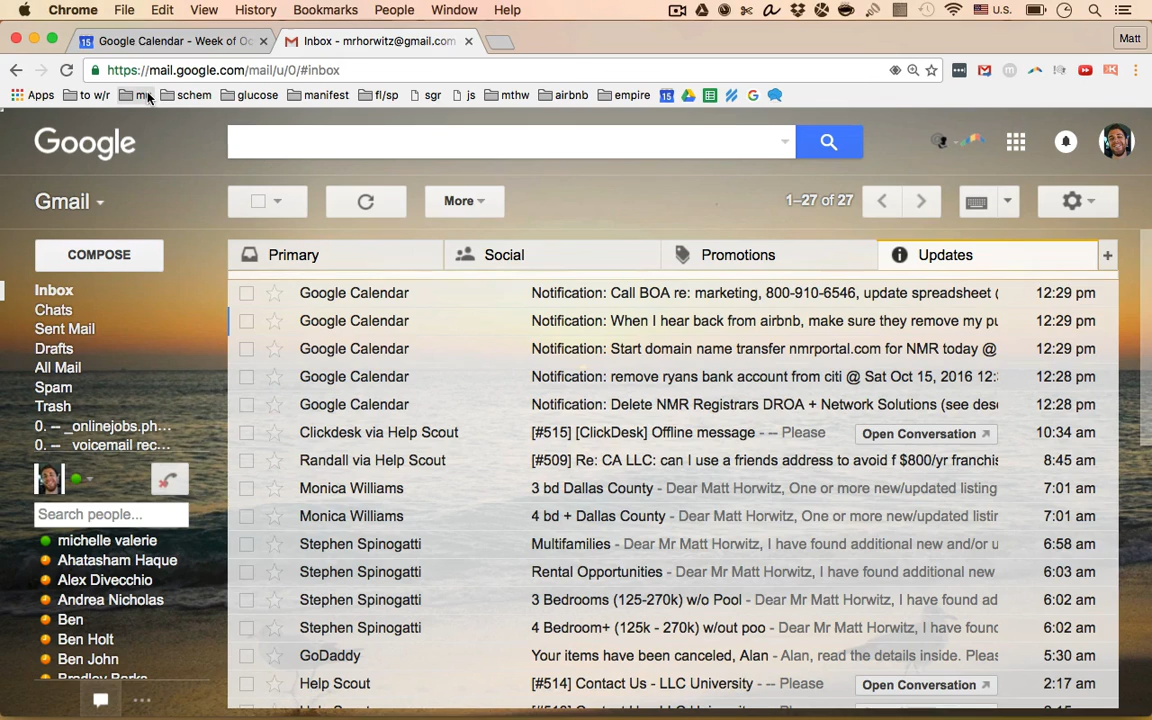 Chrome File Edit View History Bookmarks People Window Help U.S.
15 Google Calendar - Week of Oc Inbox - mrhorwitz@gmail.com Matt
https://mail.google.com/mail/u/0/#inbox
Apps to w/r schem glucose manifest fl/sp sgr js mthw airbnb empire 15
Google
Gmail More 1–27 of 27
COMPOSE Primary Social Promotions Updates +
Inbox
Chats
Sent Mail
Drafts
All Mail
Spam
Trash
0. -- _onlinejobs.ph...
0. -- voicemail rec...
Search people...
michelle valerie
Ahatasham Haque
Alex Divecchio
Andrea Nicholas
Ben
Ben Holt
Ben John
Google Calendar Notification: Call BOA re: marketing, 800-910-6546, update spreadsheet ( 12:29 pm
Google Calendar Notification: When I hear back from airbnb, make sure they remove my pu 12:29 pm
Google Calendar Notification: Start domain name transfer nmrportal.com for NMR today @ 12:29 pm
Google Calendar Notification: remove ryans bank account from citi @ Sat Oct 15, 2016 12: 12:28 pm
Google Calendar Notification: Delete NMR Registrars DROA + Network Solutions (see desc 12:28 pm
Clickdesk via Help Scout [#515] [ClickDesk] Offline message - -- Please Open Conversation 10:34 am
Randall via Help Scout [#509] Re: CA LLC: can I use a friends address to avoid f $800/yr franchis 8:45 am
Monica Williams 3 bd Dallas County - Dear Matt Horwitz, One or more new/updated listing 7:01 am
Monica Williams 4 bd + Dallas County - Dear Matt Horwitz, One or more new/updated listin 7:01 am
Stephen Spinogatti Multifamilies - Dear Mr Matt Horwitz, I have found additional new and/or u 6:58 am
Stephen Spinogatti Rental Opportunities - Dear Mr Matt Horwitz, I have found additional new 6:03 am
Stephen Spinogatti 3 Bedrooms (125-270k) w/o Pool - Dear Mr Matt Horwitz, I have found ad 6:02 am
Stephen Spinogatti 4 Bedroom+ (125k - 270k) w/out poo - Dear Mr Matt Horwitz, I have found 6:02 am
GoDaddy Your items have been canceled, Alan - Alan, read the details inside. Pleas 5:30 am
Help Scout [#514] Contact Us - LLC University - -- Please Open Conversation 2:17 am